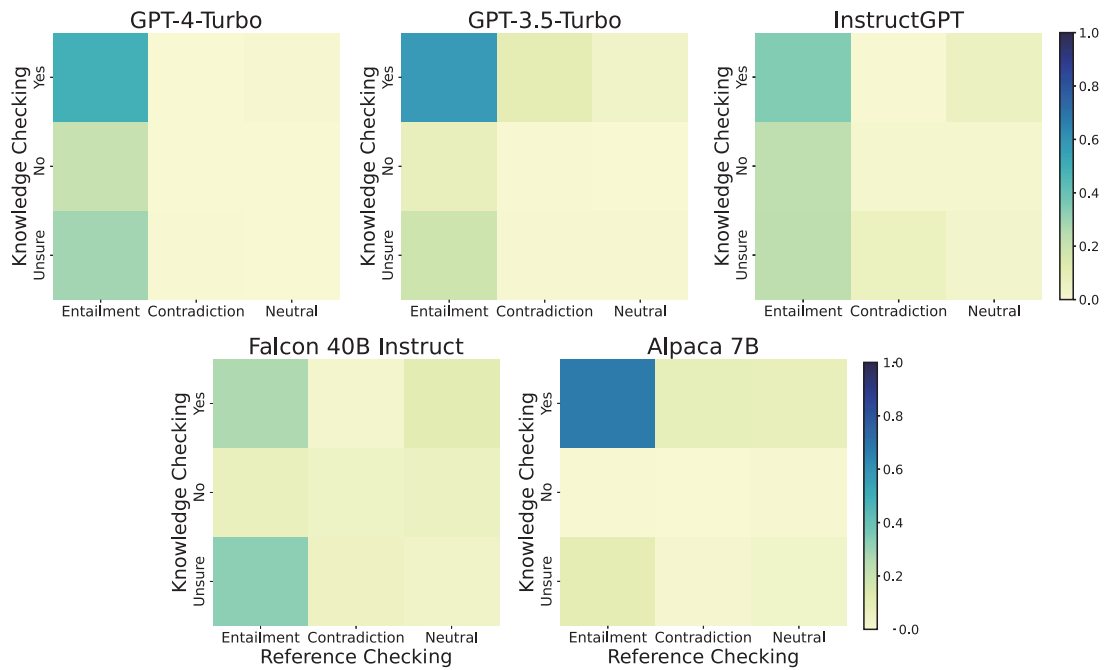 GPT-4-Turbo
GPT-3.5-Turbo
InstructGPT
Knowledge Checking
Yes
No
Unsure
Entailment
Contradiction
Neutral
Knowledge Checking
Yes
No
Unsure
Entailment
Contradiction
Neutral
Knowledge Checking
Yes
No
Unsure
Entailment
Contradiction
Neutral
1.0
0.8
0.6
0.4
0.2
0.0
Falcon 40B Instruct
Alpaca 7B
Knowledge Checking
Yes
No
Unsure
Entailment
Contradiction
Neutral
Reference Checking
Knowledge Checking
Yes
No
Unsure
Entailment
Contradiction
Neutral
Reference Checking
1.0
0.8
0.6
0.4
0.2
0.0